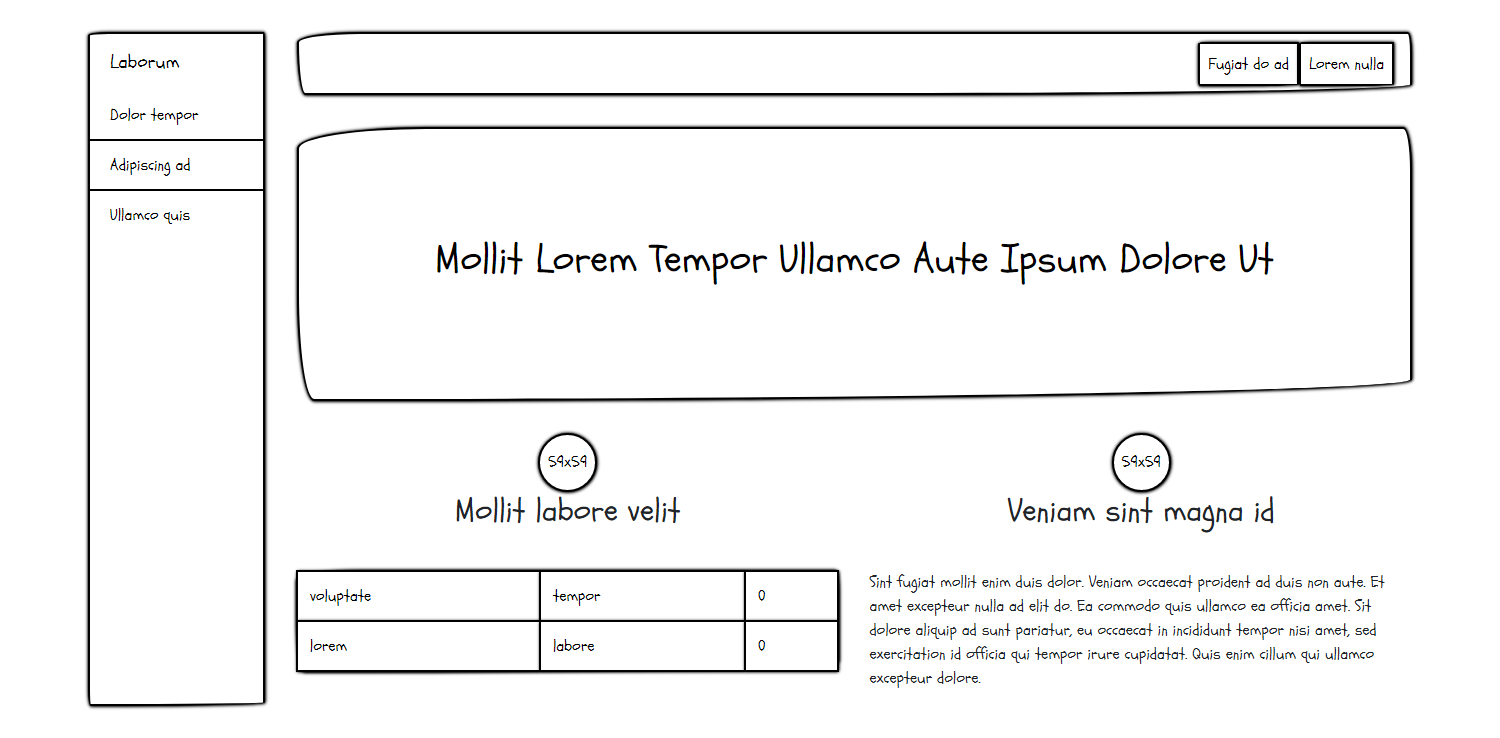 Laborum
Dolor tempor
Adipiscing ad
Ullamco quis
Fugiat do ad
Lorem nulla
Mollit Lorem Tempor Ullamco Aute Ipsum Dolore Ut
59x59
Mollit labore velit
59x59
Veniam sint magna id
voluptate tempor 0
lorem labore 0
Sint fugiat mollit enim duis dolor. Veniam occaecat proident ad duis non aute. Et
amet excepteur nulla ad elit do. Ea commodo quis ullamco ea officia amet. Sit
dolore aliquip ad sunt pariatur, eu occaecat in incididunt tempor nisi amet, sed
exercitation id officia qui tempor irure cupidatat. Quis enim cillum qui ullamco
excepteur dolore.